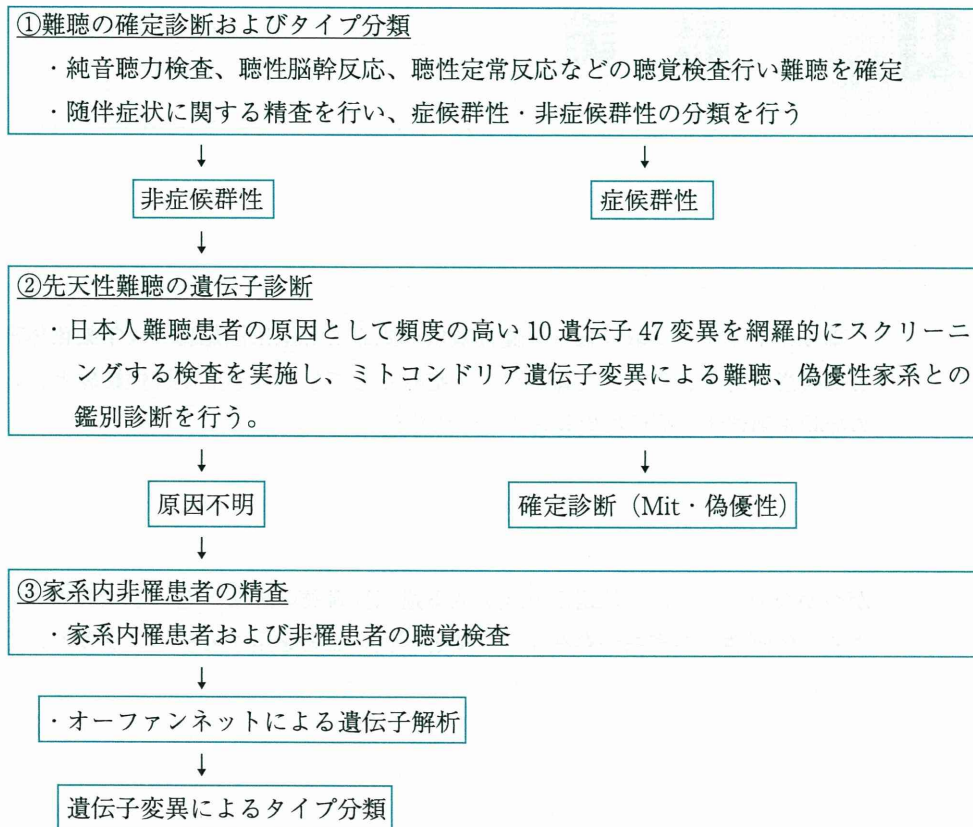 ①難聴の確定診断およびタイプ分類
・純音聴力検査、聴性脳幹反応、聴性定常反応などの聴覚検査行い難聴を確定
・随伴症状に関する精査を行い、症候群性・非症候群性の分類を行う
↓ ↓
非症候群性 症候群性
↓
②先天性難聴の遺伝子診断
・日本人難聴患者の原因として頻度の高い 10 遺伝子 47 変異を網羅的にスクリーニ
ングする検査を実施し、ミトコンドリア遺伝子変異による難聴、偽優性家系との
鑑別診断を行う。
↓ ↓
原因不明 確定診断（Mit・偽優性）
↓
③家系内非罹患者の精査
・家系内罹患者および非罹患者の聴覚検査
↓
・オーファンネットによる遺伝子解析
↓
遺伝子変異によるタイプ分類